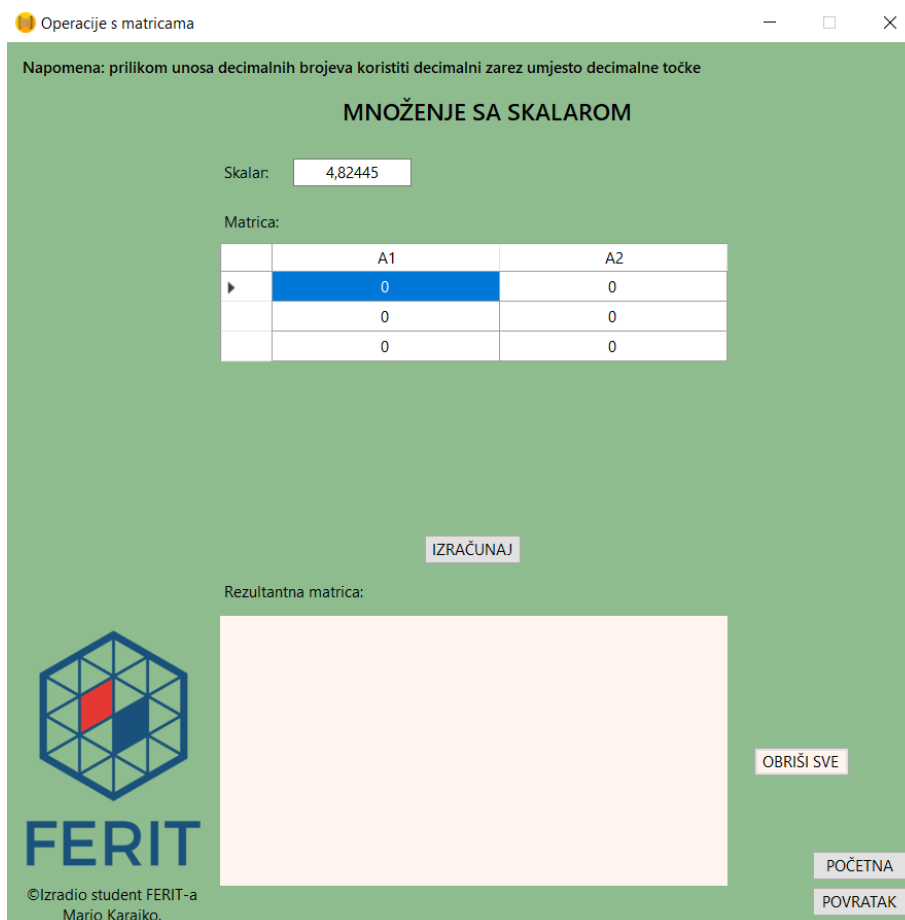 Operacije s matricama
Napomena: prilikom unosa decimalnih brojeva koristiti decimalni zarez umjesto decimalne točke
MNOŽENJE SA SKALAROM
Skalar: 4,82445
Matrica:
A1 A2
0 0
0 0
0 0
IZRAČUNAJ
Rezultantna matrica:
OBRIŠI SVE
FERIT
POČETNA
©Izradio student FERIT-a
Mario Karajko.
POVRATAK